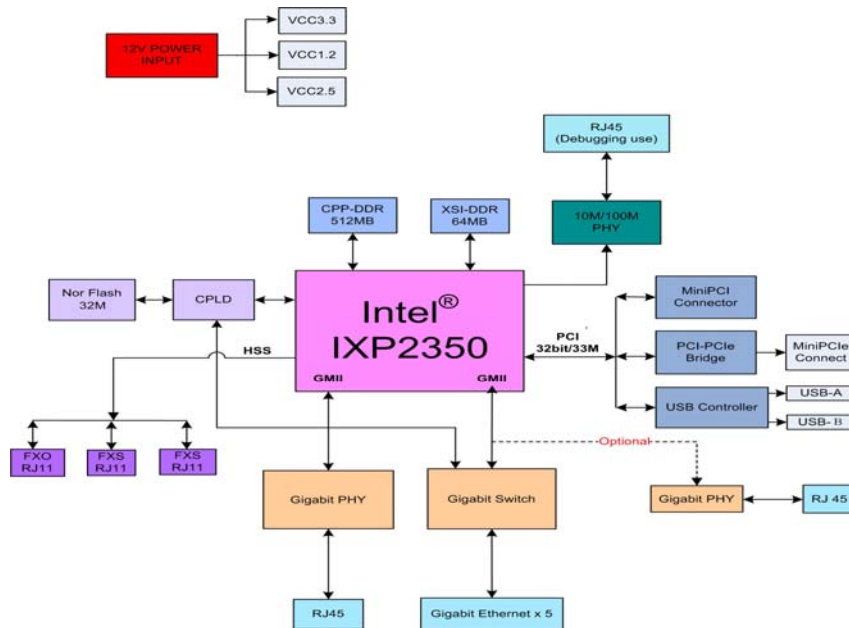 VCC3.3
12V POWER
INPUT
VCC1.2
VCC2.5
RJ45
(Debugging use)
CPP-DDR
512MB
XSI-DDR
64MB
10M/100M
PHY
Nor Flash
32M
CPLD
Intel®
IXP2350
MiniPCI
Connector
PCI
32bit/33M
PCI-PCIe
Bridge
MiniPCIe
Connect
HSS
GMII
GMII
USB Controller
USB-A
USB-B
Optional
FXO
RJ11
FXS
RJ11
FXS
RJ11
Gigabit PHY
Gigabit Switch
Gigabit PHY
RJ 45
RJ45
Gigabit Ethernet x 5